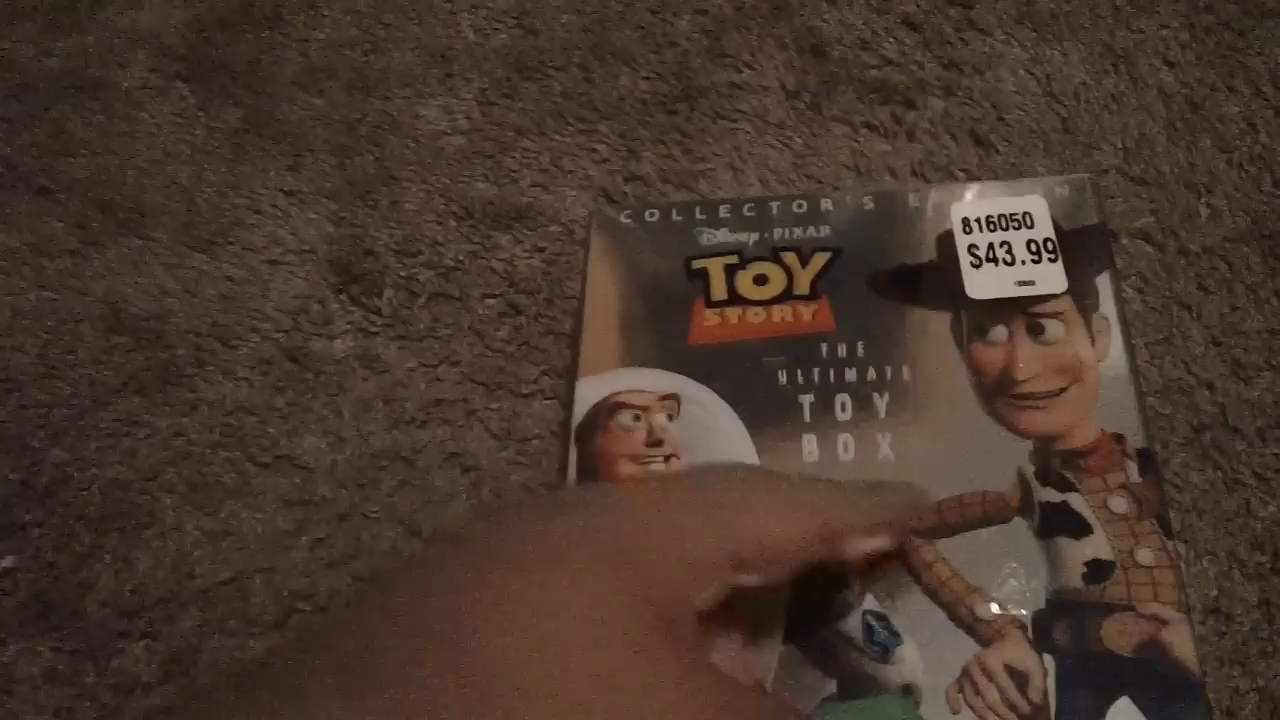 COLLECTOR'S E
816050
$43.99
Disney · PIXAR
TOY
STORY
THE
ULTIMATE
TOY
BOX